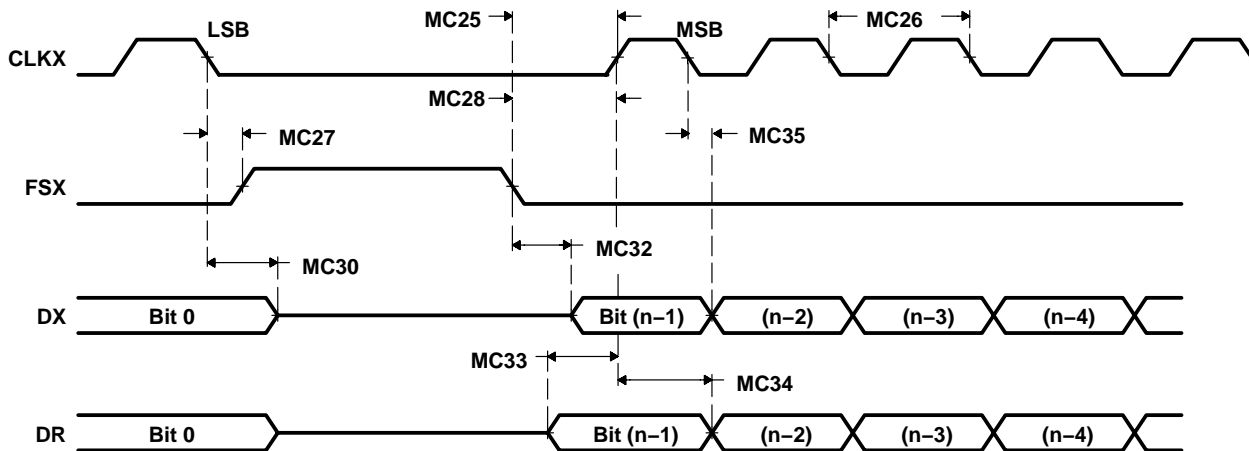 MC25 MC26
LSB MSB
CLKX
MC28
MC27 MC35
FSX
MC32
MC30
DX Bit 0 Bit (n−1) (n−2) (n−3) (n−4)
MC33
MC34
DR Bit 0 Bit (n−1) (n−2) (n−3) (n−4)